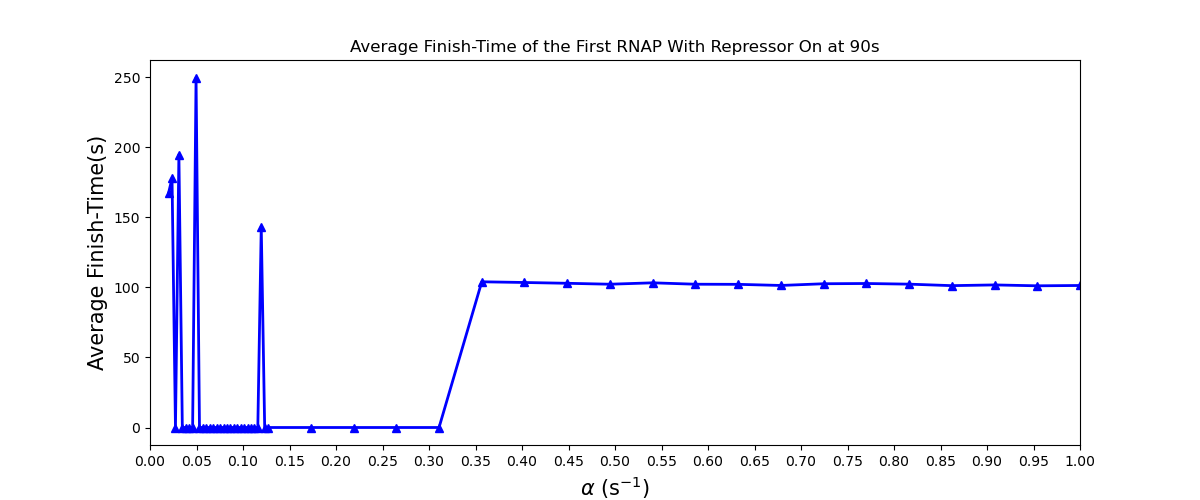 Average Finish-Time of the First RNAP With Repressor On at 90s
Average Finish-Time(s)
250
200
150
100
50
0
0.00 0.05 0.10 0.15 0.20 0.25 0.30 0.35 0.40 0.45 0.50 0.55 0.60 0.65 0.70 0.75 0.80 0.85 0.90 0.95 1.00
α (s⁻¹)